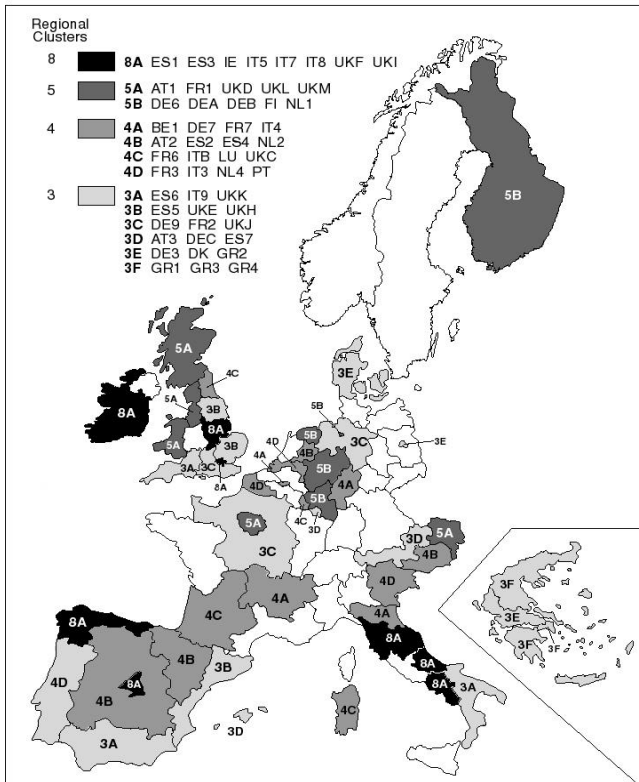 Regional
Clusters
8 8A ES1 ES3 IE IT5 IT7 IT8 UKF UKI
5 5A AT1 FR1 UKD UKL UKM
5B DE6 DEA DEB FI NL1
4 4A BE1 DE7 FR7 IT4
4B AT2 ES2 ES4 NL2
4C FR6 ITB LU UKC
4D FR3 IT3 NL4 PT
3 3A ES6 IT9 UKK
3B ES5 UKE UKH
3C DE9 FR2 UKJ
3D AT3 DEC ES7
3E DE3 DK GR2
3F GR1 GR3 GR4
5B
5A
4C
3E
5A
3B
8A
8A
5B
5B
3C
3E
5A
3B
4D
4B
4A
5B
3A
3C
8A
4D
4A
5B
4C
3D
5A
3D
5A
4B
3C
4A
4D
3F
4C
4A
3E
8A
8A
3F
3F
4B
3B
8A
4D
8A
8A
4B
4C
3A
3A
3D